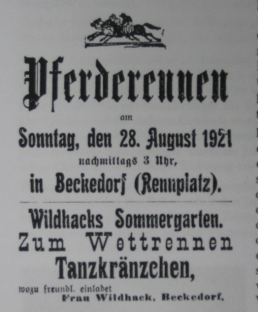 Pferderennen
am
Sonntag, den 28. August 1921
nachmittags 3 Uhr,
in Beckedorf (Rennplatz).
Wildhacks Sommergarten.
Zum Wettrennen
Tanzkränzchen,
wozu freundl. einladet
Frau Wildhack, Beckedorf.